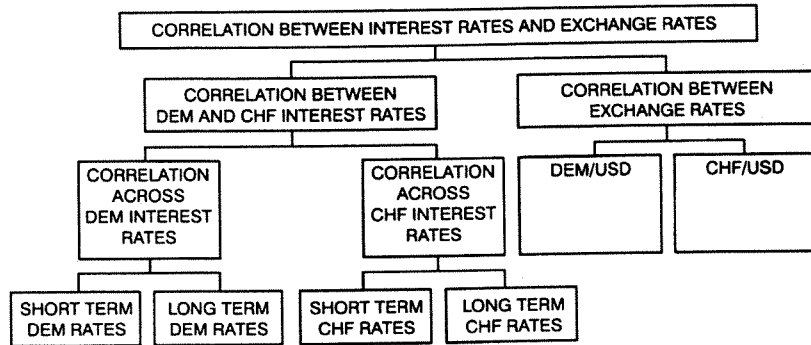 CORRELATION BETWEEN INTEREST RATES AND EXCHANGE RATES
CORRELATION BETWEEN
DEM AND CHF INTEREST RATES
CORRELATION BETWEEN
EXCHANGE RATES
CORRELATION
ACROSS
DEM INTEREST
RATES
CORRELATION
ACROSS
CHF INTEREST
RATES
DEM/USD
CHF/USD
SHORT TERM
DEM RATES
LONG TERM
DEM RATES
SHORT TERM
CHF RATES
LONG TERM
CHF RATES